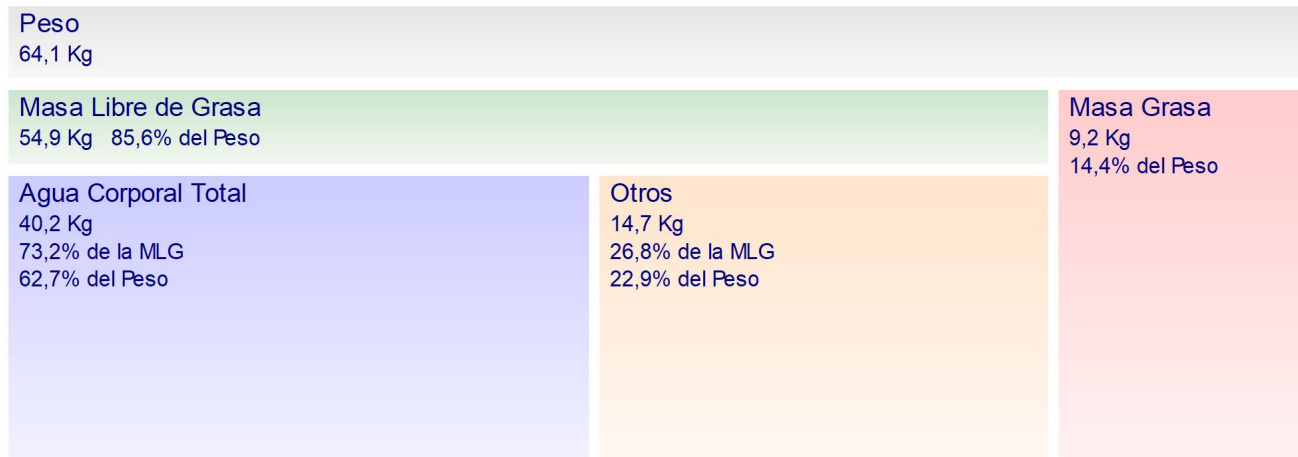 Peso
64,1 Kg
Masa Libre de Grasa
54,9 Kg 85,6% del Peso
Masa Grasa
9,2 Kg
14,4% del Peso
Agua Corporal Total
40,2 Kg
73,2% de la MLG
62,7% del Peso
Otros
14,7 Kg
26,8% de la MLG
22,9% del Peso